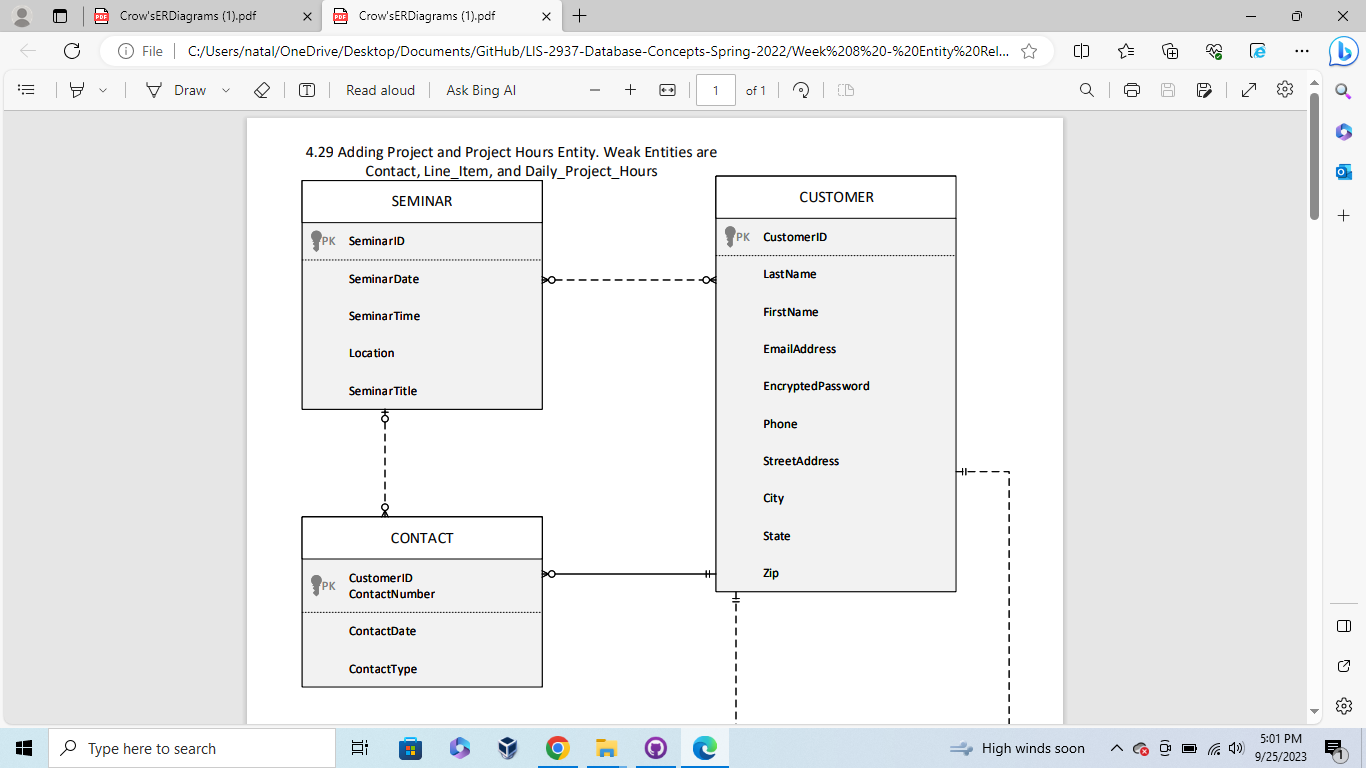 Crow'sERDiagrams (1).pdf
Crow'sERDiagrams (1).pdf
File
C:/Users/natal/OneDrive/Desktop/Documents/GitHub/LIS-2937-Database-Concepts-Spring-2022/Week%208%20-%20Entity%20Rel...
Draw
Read aloud
Ask Bing AI
1
of 1
4.29 Adding Project and Project Hours Entity. Weak Entities are
Contact, Line_Item, and Daily_Project_Hours
SEMINAR
PK SeminarID
SeminarDate
SeminarTime
Location
SeminarTitle
CUSTOMER
PK CustomerID
LastName
FirstName
EmailAddress
EncryptedPassword
Phone
StreetAddress
City
State
Zip
CONTACT
PK CustomerID
ContactNumber
ContactDate
ContactType
Type here to search
High winds soon
5:01 PM
9/25/2023
1